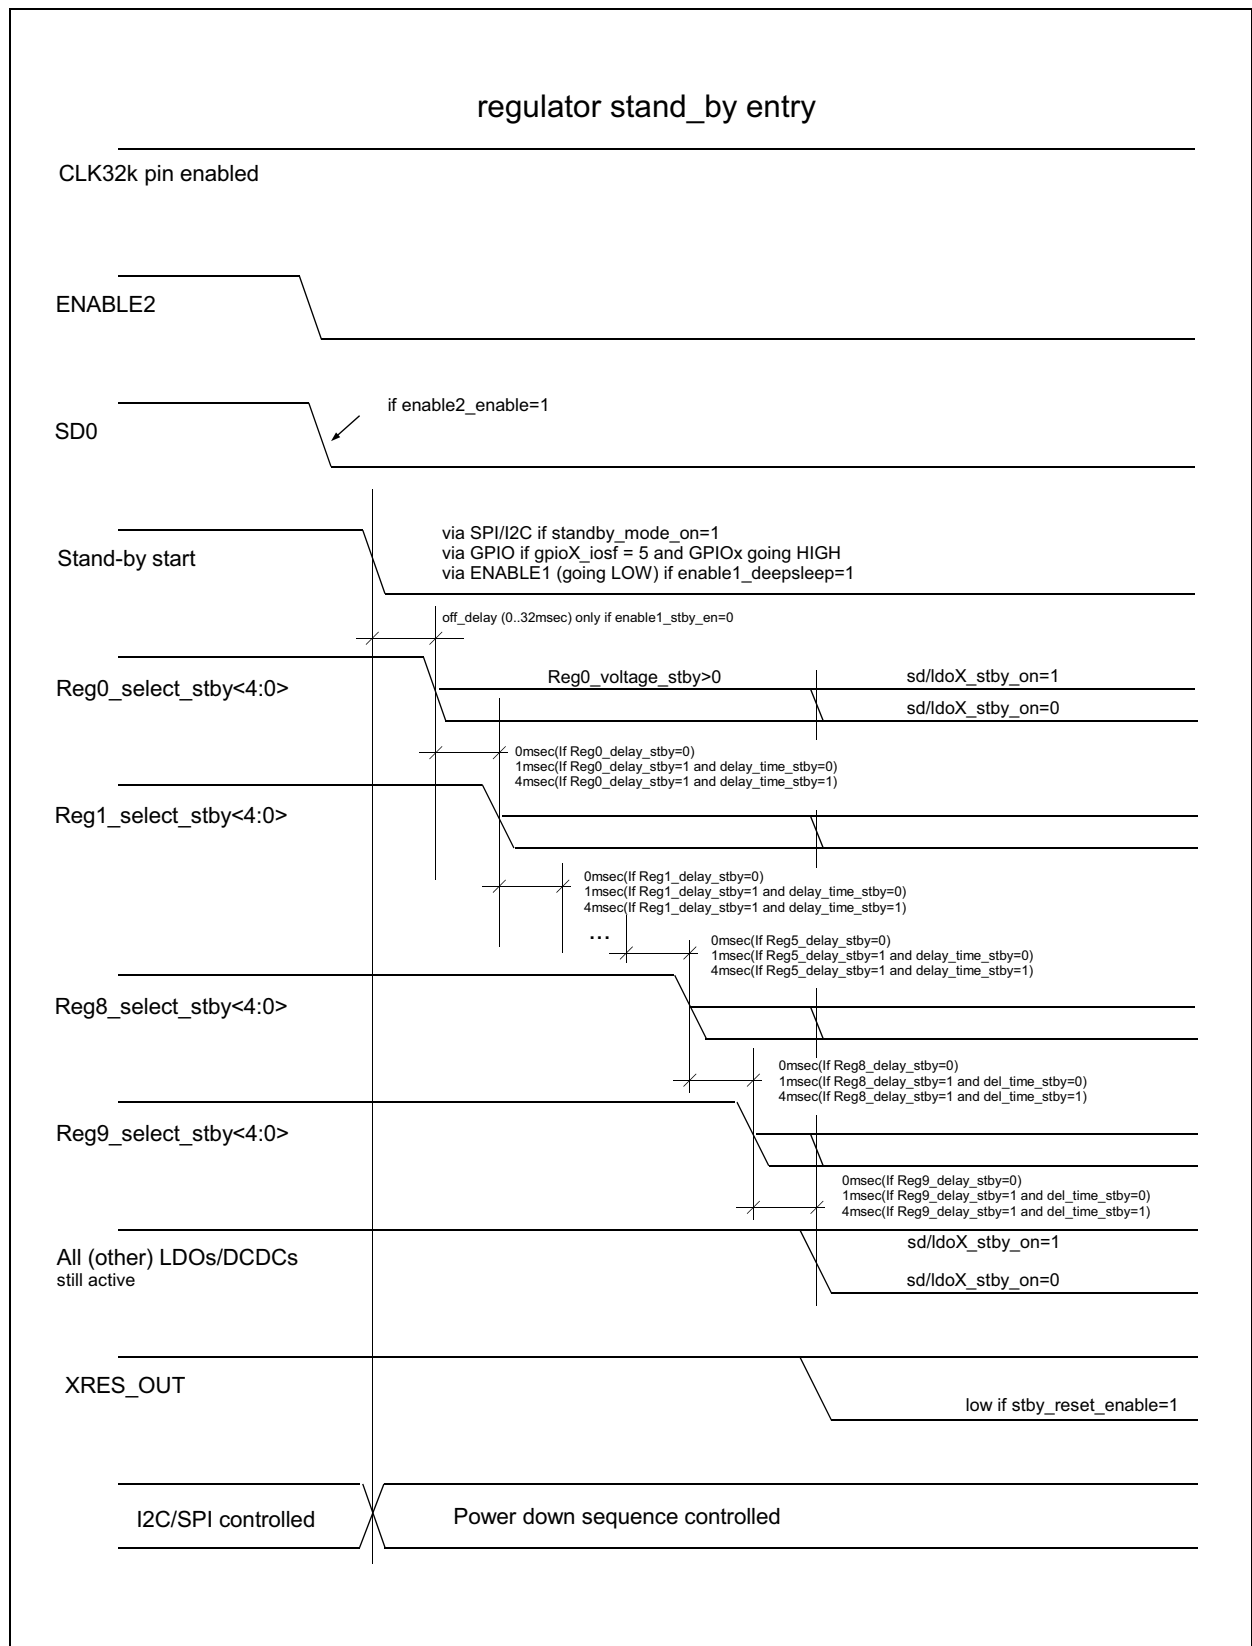 regulator stand_by entry
CLK32k pin enabled
ENABLE2
if enable2_enable=1
SD0
via SPI/I2C if standby_mode_on=1
via GPIO if gpioX_iosf = 5 and GPIOx going HIGH
via ENABLE1 (going LOW) if enable1_deepsleep=1
Stand-by start
off_delay (0..32msec) only if enable1_stby_en=0
Reg0_select_stby<4:0>
Reg0_voltage_stby>0
sd/ldoX_stby_on=1
sd/ldoX_stby_on=0
0msec(If Reg0_delay_stby=0)
1msec(If Reg0_delay_stby=1 and delay_time_stby=0)
4msec(If Reg0_delay_stby=1 and delay_time_stby=1)
Reg1_select_stby<4:0>
0msec(If Reg1_delay_stby=0)
1msec(If Reg1_delay_stby=1 and delay_time_stby=0)
4msec(If Reg1_delay_stby=1 and delay_time_stby=1)
...
0msec(If Reg5_delay_stby=0)
1msec(If Reg5_delay_stby=1 and delay_time_stby=0)
4msec(If Reg5_delay_stby=1 and delay_time_stby=1)
Reg8_select_stby<4:0>
0msec(If Reg8_delay_stby=0)
1msec(If Reg8_delay_stby=1 and del_time_stby=0)
4msec(If Reg8_delay_stby=1 and del_time_stby=1)
Reg9_select_stby<4:0>
0msec(If Reg9_delay_stby=0)
1msec(If Reg9_delay_stby=1 and del_time_stby=0)
4msec(If Reg9_delay_stby=1 and del_time_stby=1)
All (other) LDOs/DCDCs
still active
sd/ldoX_stby_on=1
sd/ldoX_stby_on=0
XRES_OUT
low if stby_reset_enable=1
I2C/SPI controlled
Power down sequence controlled